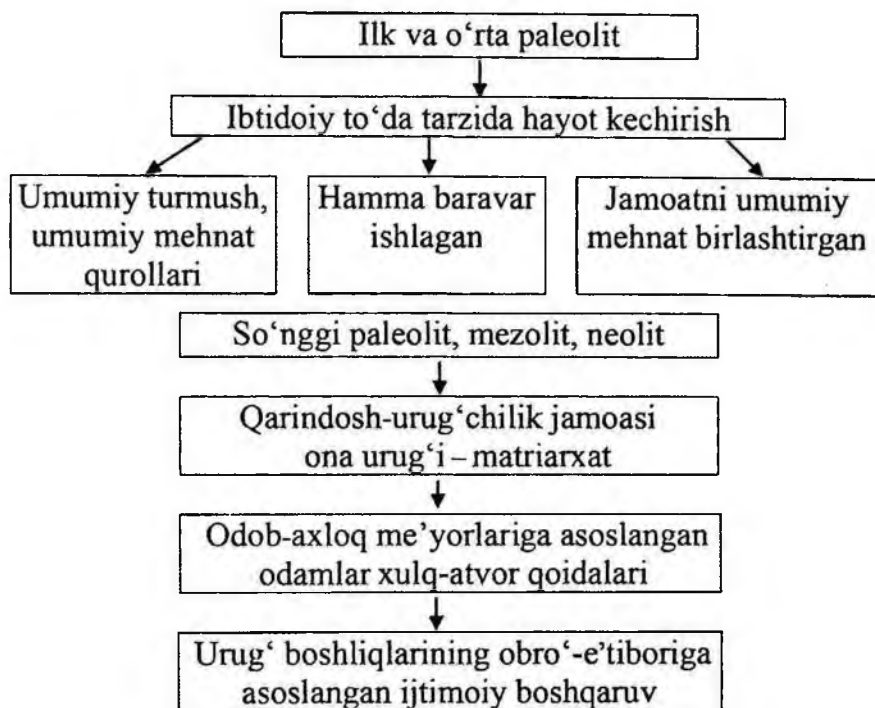 Ilk va o‘rta paleolit
Ibtidoiy to‘da tarzida hayot kechirish
Umumiy turmush,
umumiy mehnat
qurollari
Hamma baravar
ishlagan
Jamoatni umumiy
mehnat birlashtirgan
So‘nggi paleolit, mezolit, neolit
Qarindosh-urug‘chilik jamoasi
ona urug‘i – matriarxat
Odob-axloq me’yorlariga asoslangan
odamlar xulq-atvor qoidalari
Urug‘ boshliqlarining obro‘-e’tiboriga
asoslangan ijtimoiy boshqaruv